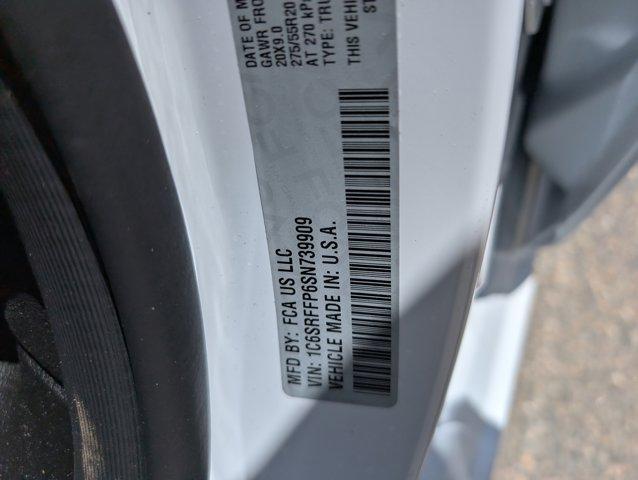 MFD BY: FCA US LLC
VIN: 1C6SRFFP6SN739909
VEHICLE MADE IN: U.S.A.
DATE OF M
GAWR FRO
20X9.0
275/55R20
AT 270 kP
TYPE: TRU
THIS VEHI